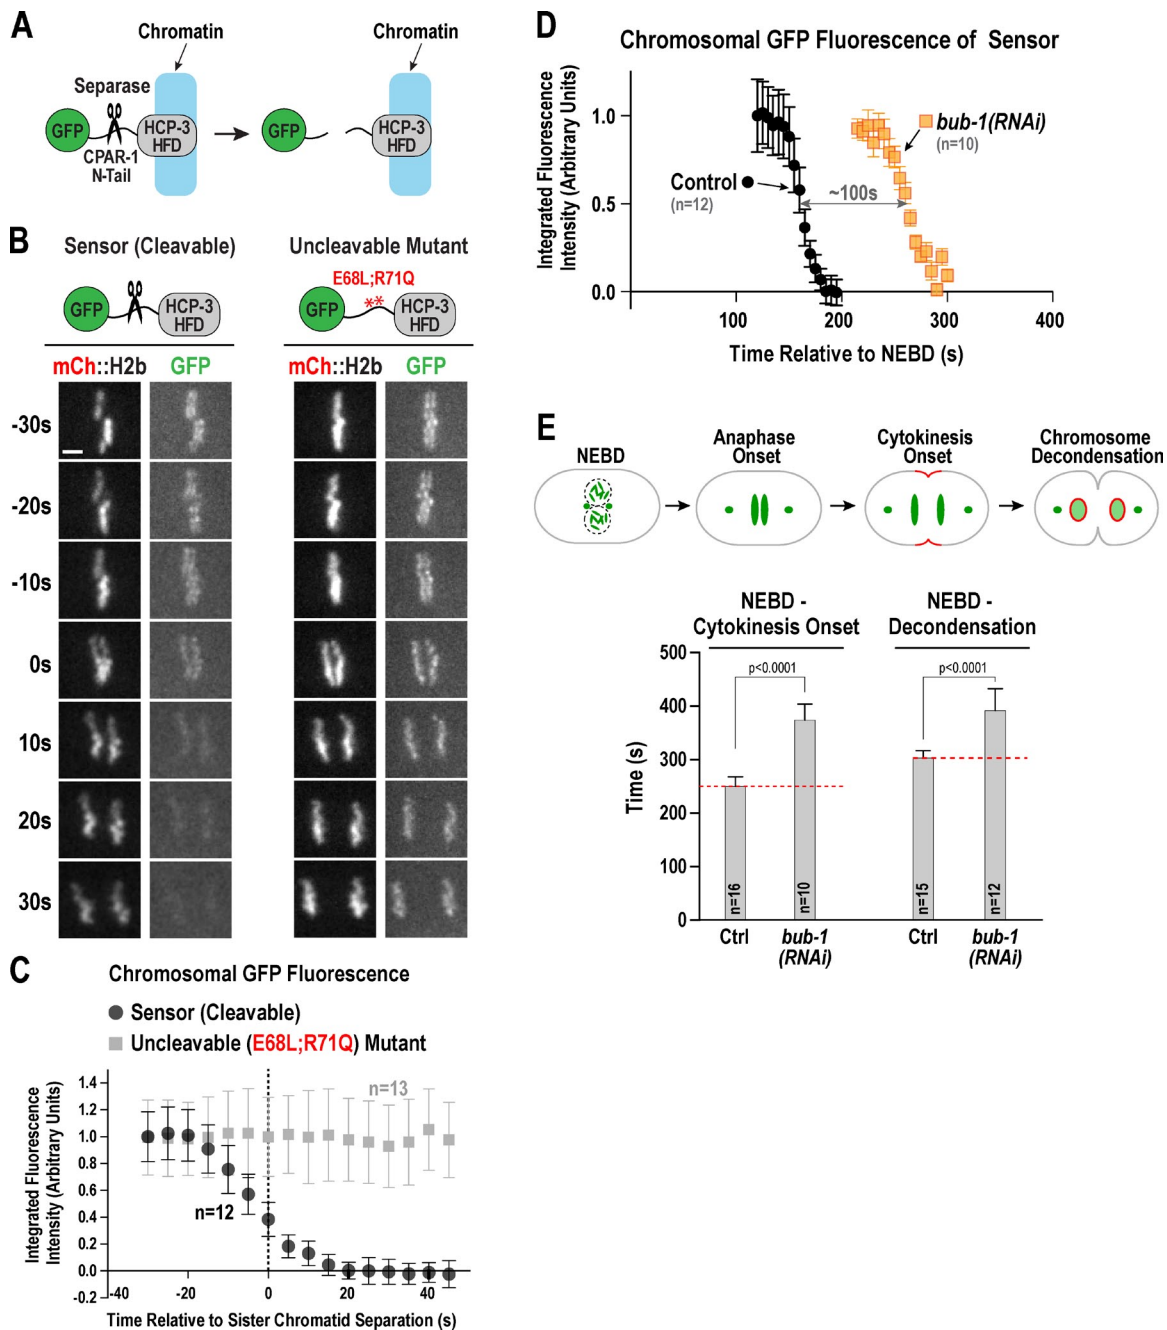 A
Chromatin
Chromatin
Separase
GFP
HCP-3
HFD
CPAR-1
N-Tail
GFP
HCP-3
HFD
B
Sensor (Cleavable)
Uncleavable Mutant
E68L;R71Q
GFP
HCP-3
HFD
**
GFP
HCP-3
HFD
mCh::H2b
GFP
mCh::H2b
GFP
-30s
-20s
-10s
0s
10s
20s
30s
C
Chromosomal GFP Fluorescence
Sensor (Cleavable)
Uncleavable (E68L;R71Q) Mutant
Integrated Fluorescence
Intensity (Arbitrary Units)
1.4
1.2
1.0
0.8
0.6
0.4
0.2
0.0
-0.2
n=13
n=12
-40
-20
0
20
40
Time Relative to Sister Chromatid Separation (s)
D
Chromosomal GFP Fluorescence of Sensor
Integrated Fluorescence
Intensity (Arbitrary Units)
1.0
0.5
0.0
bub-1(RNAi)
(n=10)
Control
(n=12)
~100s
100
200
300
400
Time Relative to NEBD (s)
E
NEBD
Anaphase
Onset
Cytokinesis
Onset
Chromosome
Decondensation
NEBD -
Cytokinesis Onset
NEBD -
Decondensation
Time (s)
500
400
300
200
100
0
p<0.0001
p<0.0001
n=16
n=10
n=15
n=12
Ctrl
bub-1
(RNAi)
Ctrl
bub-1
(RNAi)